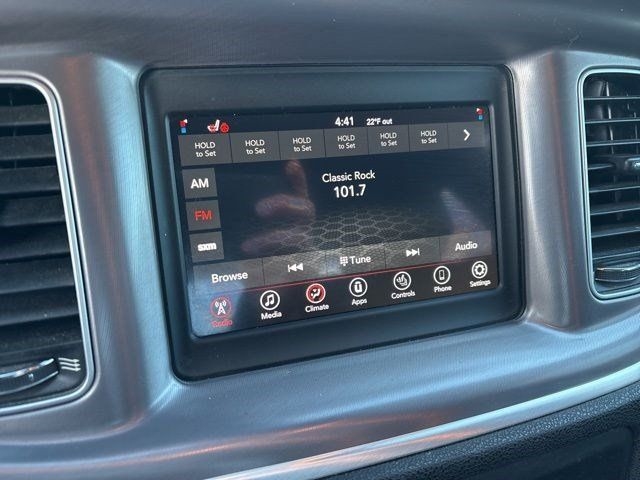 4:41 22°F out
HOLD to Set HOLD to Set HOLD to Set HOLD to Set HOLD to Set HOLD to Set
AM
Classic Rock
101.7
FM
sxm
Browse Tune Audio
Radio Media Climate Apps Controls Phone Settings